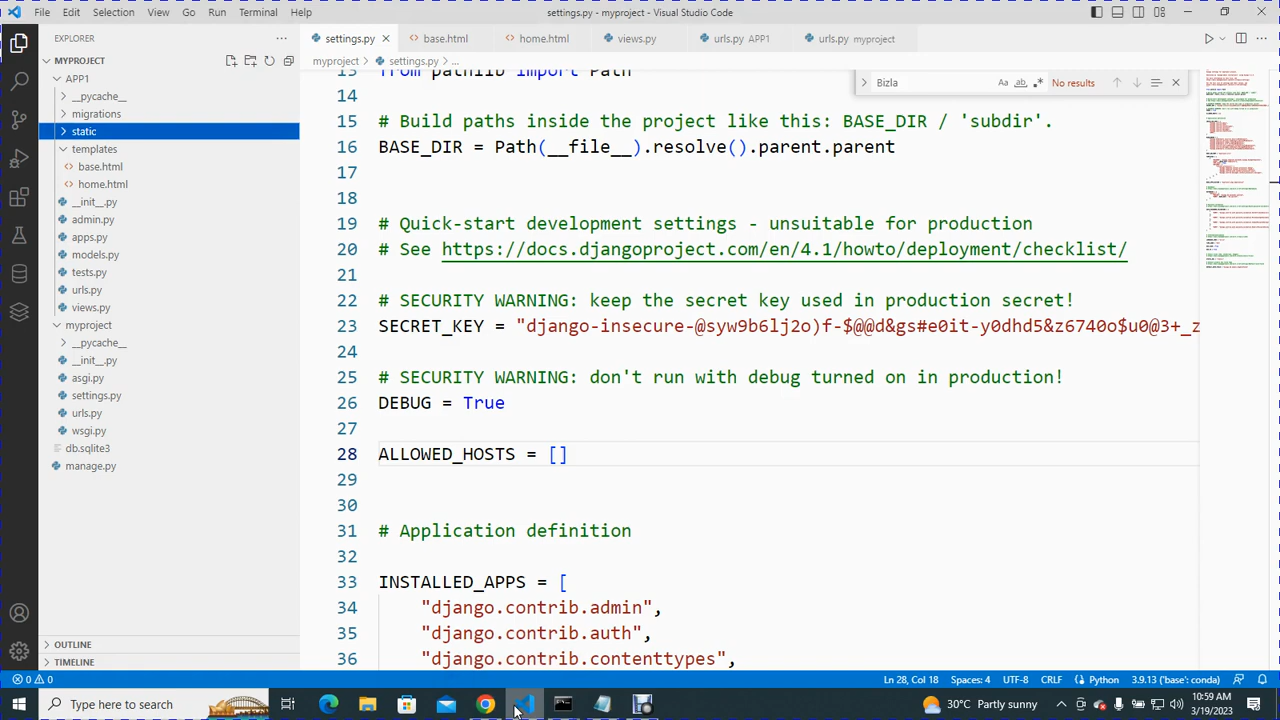 File Edit Selection View Go Run Terminal Help
settings.py - myproject - Visual Studio Code
EXPLORER
MYPROJECT
APP1
__pycache__
migrations
static
templates
base.html
home.html
__init__.py
admin.py
apps.py
models.py
tests.py
urls.py
views.py
myproject
__pycache__
__init__.py
asgi.py
settings.py
urls.py
wsgi.py
db.sqlite3
manage.py
OUTLINE
TIMELINE
settings.py base.html home.html views.py urls.py APP1 urls.py myproject
myproject > settings.py > ...
Bizla
No results
from pathlib import Path
14
15 # Build paths inside the project like this: BASE_DIR / 'subdir'.
16 BASE_DIR = Path(__file__).resolve().parent.parent
17
18
19 # Quick-start development settings - unsuitable for production
20 # See https://docs.djangoproject.com/en/4.1/howto/deployment/checklist/
21
22 # SECURITY WARNING: keep the secret key used in production secret!
23 SECRET_KEY = "django-insecure-@syw9b6lj2o)f-$@@d&gs#e0it-y0dhd5&z6740o$u0@3+_z
24
25 # SECURITY WARNING: don't run with debug turned on in production!
26 DEBUG = True
27
28 ALLOWED_HOSTS = []
29
30
31 # Application definition
32
33 INSTALLED_APPS = [
34 "django.contrib.admin",
35 "django.contrib.auth",
36 "django.contrib.contenttypes",
0 0 Ln 28, Col 19 Spaces: 4 UTF-8 CRLF Python 3.9.13 ('base': conda)
Type here to search
36°C Partly sunny
10:59 AM
3/19/2023